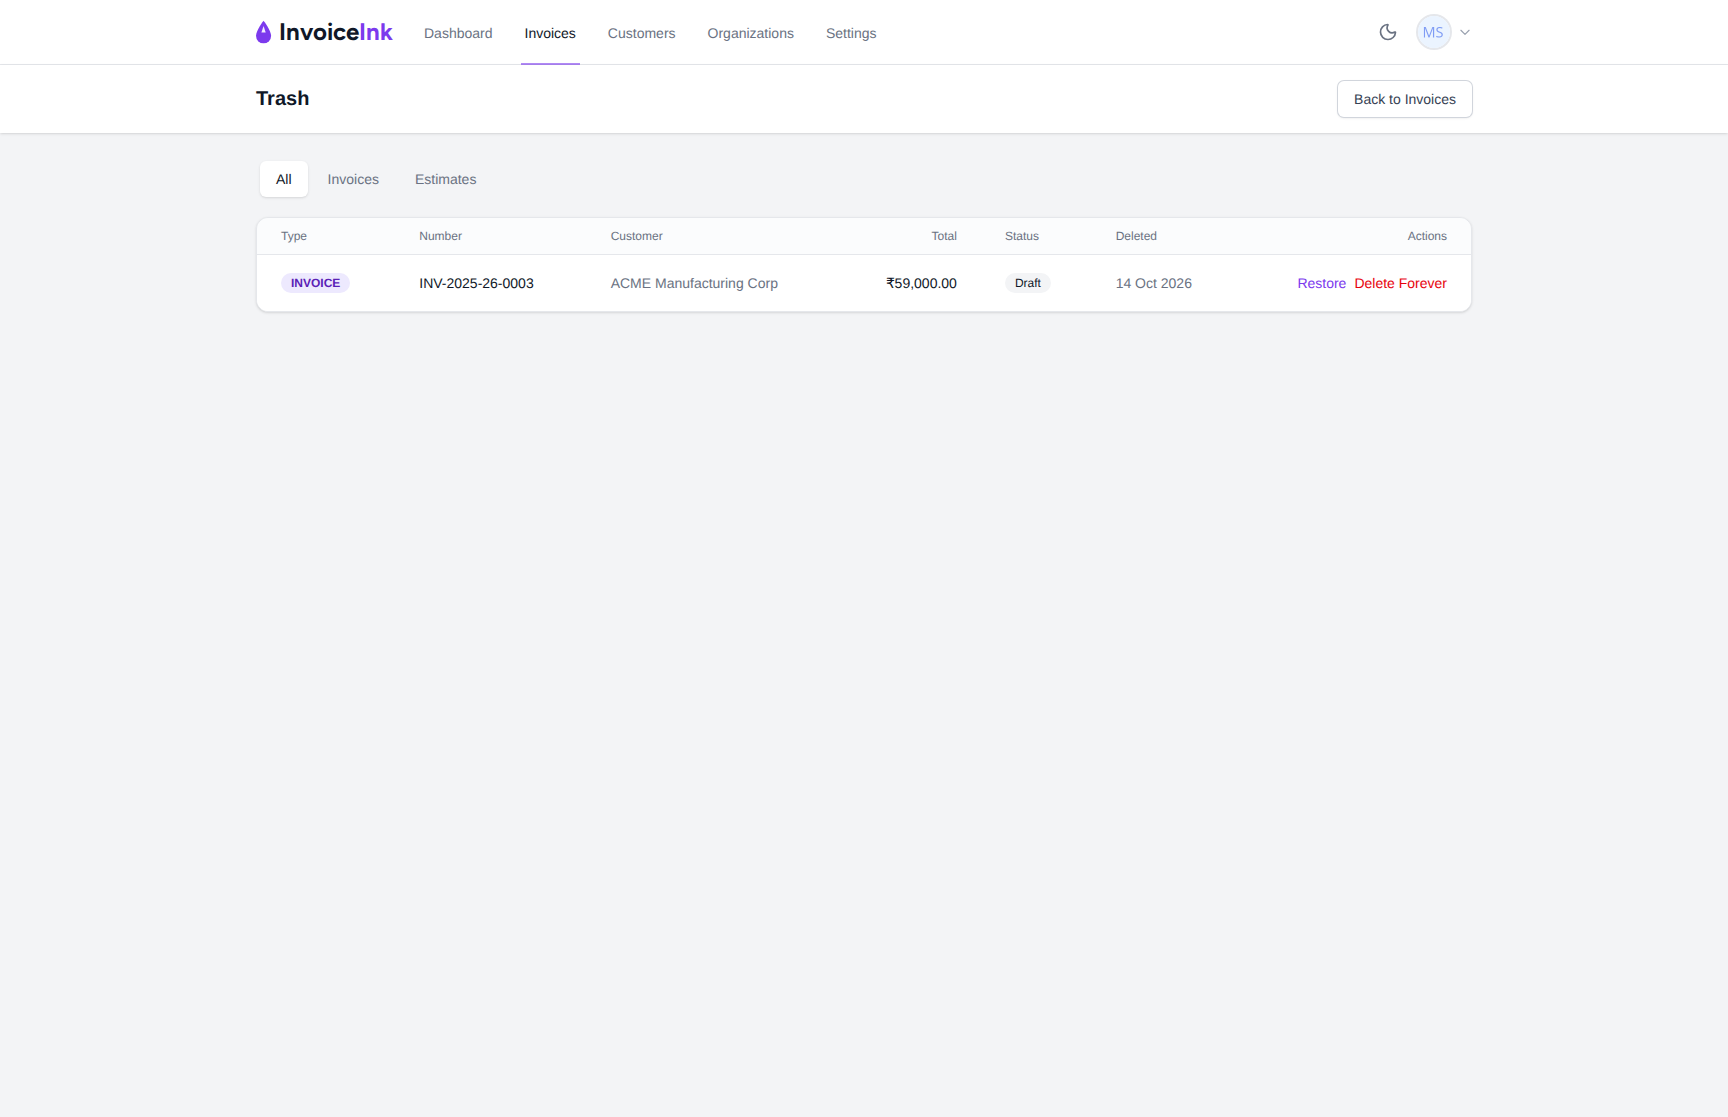 InvoiceInk Dashboard Invoices Customers Organizations Settings MS
Trash Back to Invoices
All Invoices Estimates
Type Number Customer Total Status Deleted Actions
INVOICE INV-2025-26-0003 ACME Manufacturing Corp ₹59,000.00 Draft 14 Oct 2026 Restore Delete Forever